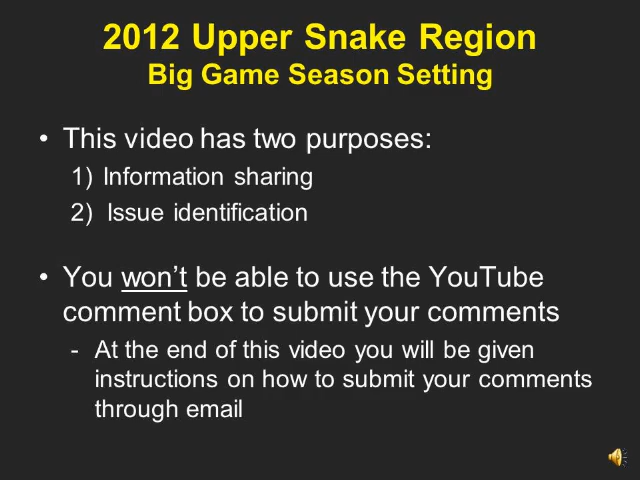 2012 Upper Snake Region
Big Game Season Setting
• This video has two purposes:
1) Information sharing
2) Issue identification
• You won't be able to use the YouTube
comment box to submit your comments
- At the end of this video you will be given
instructions on how to submit your comments
through email